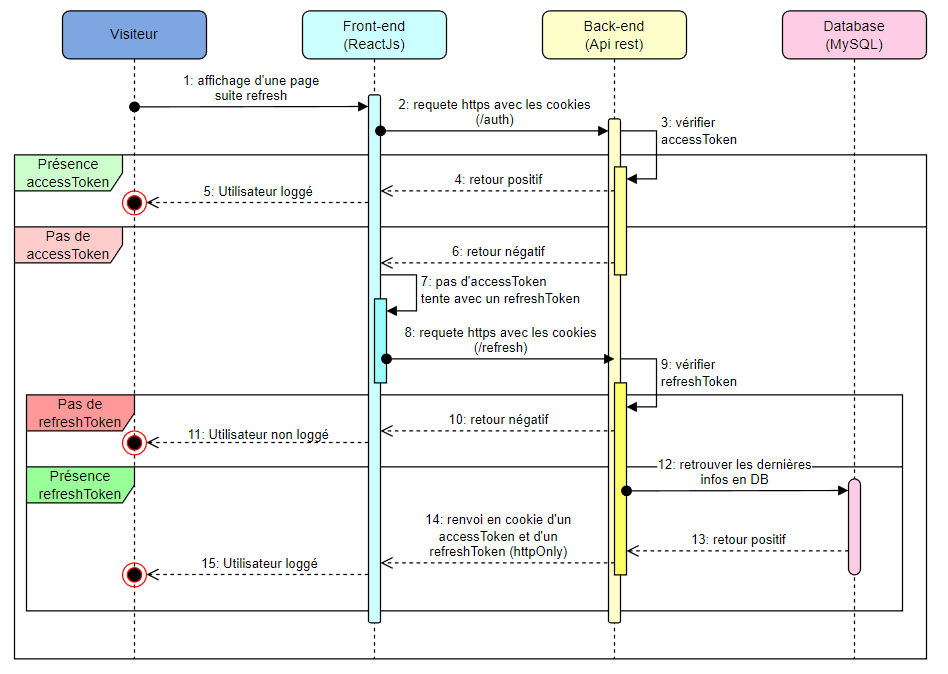 Visiteur
Front-end
(ReactJs)
Back-end
(Api rest)
Database
(MySQL)
1: affichage d'une page
suite refresh
2: requete https avec les cookies
(/auth)
3: vérifier
accessToken
Présence
accessToken
4: retour positif
5: Utilisateur loggé
Pas de
accessToken
6: retour négatif
7: pas d'accessToken
tente avec un refreshToken
8: requete https avec les cookies
(/refresh)
9: vérifier
refreshToken
Pas de
refreshToken
10: retour négatif
11: Utilisateur non loggé
Présence
refreshToken
12: retrouver les dernières
infos en DB
13: retour positif
14: renvoi en cookie d'un
accessToken et d'un
refreshToken (httpOnly)
15: Utilisateur loggé